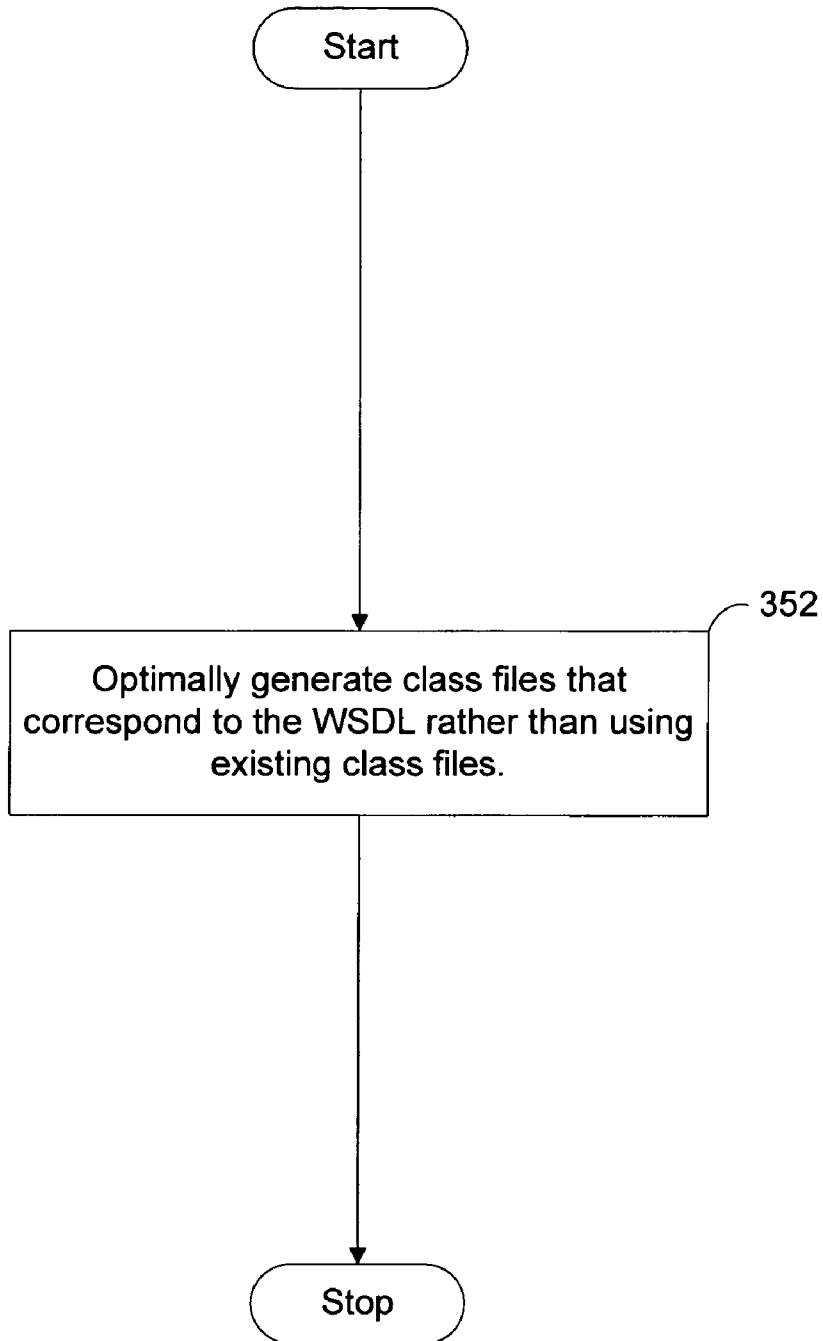 Start
352
Optimally generate class files that
correspond to the WSDL rather than using
existing class files.
Stop